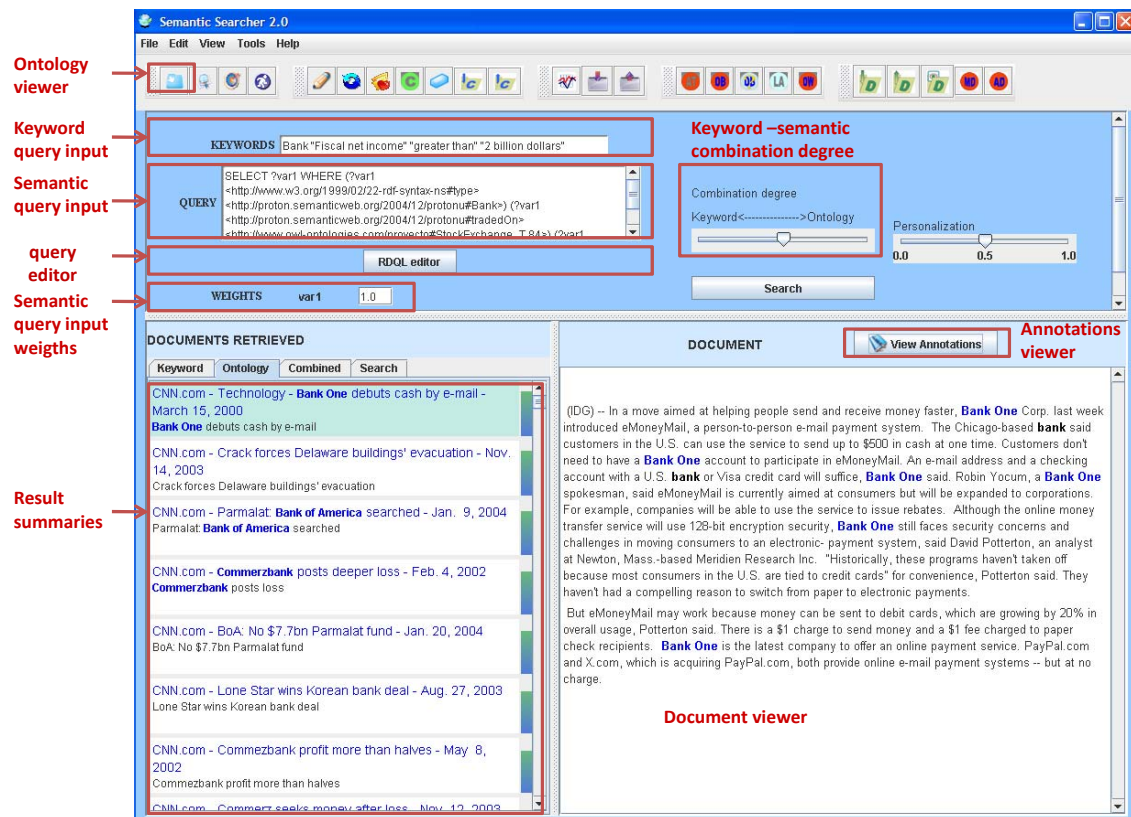 Semantic Searcher 2.0
File Edit View Tools Help
Ontology
viewer
Keyword
query input
KEYWORDS Bank "Fiscal net income" "greater than" "2 billion dollars"
Keyword –semantic
combination degree
Semantic
query input
QUERY
SELECT ?var1 WHERE (?var1
<http://www.w3.org/1999/02/22-rdf-syntax-ns#type>
<http://proton.semanticweb.org/2004/12/protonu#Bank>) (?var1
<http://proton.semanticweb.org/2004/12/protonu#tradedOn>
<http://www.owl-ontologies.com/proyecto#StockExchange_T.84>) (?var1
Combination degree
Keyword<--------------->Ontology
Personalization
0.0 0.5 1.0
query
editor
RDQL editor
Semantic
query input
weigths
WEIGHTS var1 1.0
Search
DOCUMENTS RETRIEVED
Keyword Ontology Combined Search
DOCUMENT
View Annotations
Annotations
viewer
Result
summaries
CNN.com - Technology - Bank One debuts cash by e-mail -
March 15, 2000
Bank One debuts cash by e-mail
CNN.com - Crack forces Delaware buildings' evacuation - Nov.
14, 2003
Crack forces Delaware buildings' evacuation
CNN.com - Parmalat: Bank of America searched - Jan. 9, 2004
Parmalat: Bank of America searched
CNN.com - Commerzbank posts deeper loss - Feb. 4, 2002
Commerzbank posts loss
CNN.com - BoA: No $7.7bn Parmalat fund - Jan. 20, 2004
BoA: No $7.7bn Parmalat fund
CNN.com - Lone Star wins Korean bank deal - Aug. 27, 2003
Lone Star wins Korean bank deal
CNN.com - Commezbank profit more than halves - May 8,
2002
Commezbank profit more than halves
CNN.com - Commerz seeks money after loss - Nov. 12, 2003
(IDG) -- In a move aimed at helping people send and receive money faster, Bank One Corp. last week
introduced eMoneyMail, a person-to-person e-mail payment system. The Chicago-based bank said
customers in the U.S. can use the service to send up to $500 in cash at one time. Customers don't
need to have a Bank One account to participate in eMoneyMail. An e-mail address and a checking
account with a U.S. bank or Visa credit card will suffice, Bank One said. Robin Yocum, a Bank One
spokesman, said eMoneyMail is currently aimed at consumers but will be expanded to corporations.
For example, companies will be able to use the service to issue rebates. Although the online money
transfer service will use 128-bit encryption security, Bank One still faces security concerns and
challenges in moving consumers to an electronic- payment system, said David Potterton, an analyst
at Newton, Mass.-based Meridien Research Inc. "Historically, these programs haven't taken off
because most consumers in the U.S. are tied to credit cards" for convenience, Potterton said. They
haven't had a compelling reason to switch from paper to electronic payments.
But eMoneyMail may work because money can be sent to debit cards, which are growing by 20% in
overall usage, Potterton said. There is a $1 charge to send money and a $1 fee charged to paper
check recipients. Bank One is the latest company to offer an online payment service. PayPal.com
and X.com, which is acquiring PayPal.com, both provide online e-mail payment systems -- but at no
charge.
Document viewer